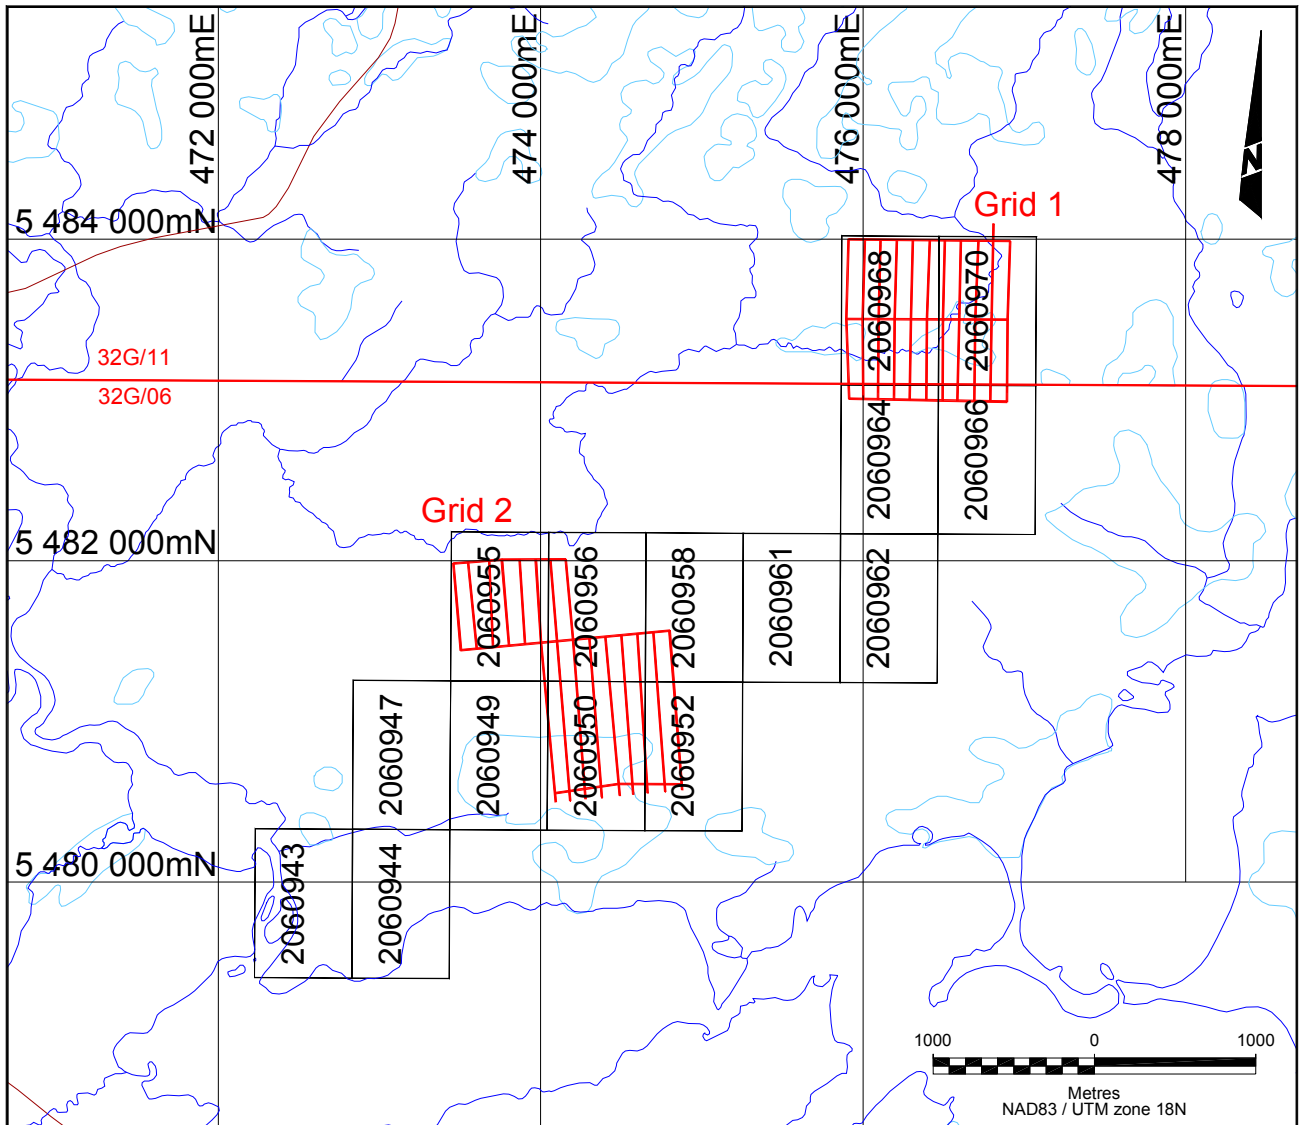 472 000mE
474 000mE
476 000mE
478 000mE
N
5 484 000mN
Grid 1
2060968
2060970
32G/11
32G/06
2060964
2060966
Grid 2
5 482 000mN
2060955
2060956
2060958
2060961
2060962
2060947
2060949
2060950
2060952
5 480 000mN
2060943
2060944
1000 0 1000
Metres
NAD83 / UTM zone 18N